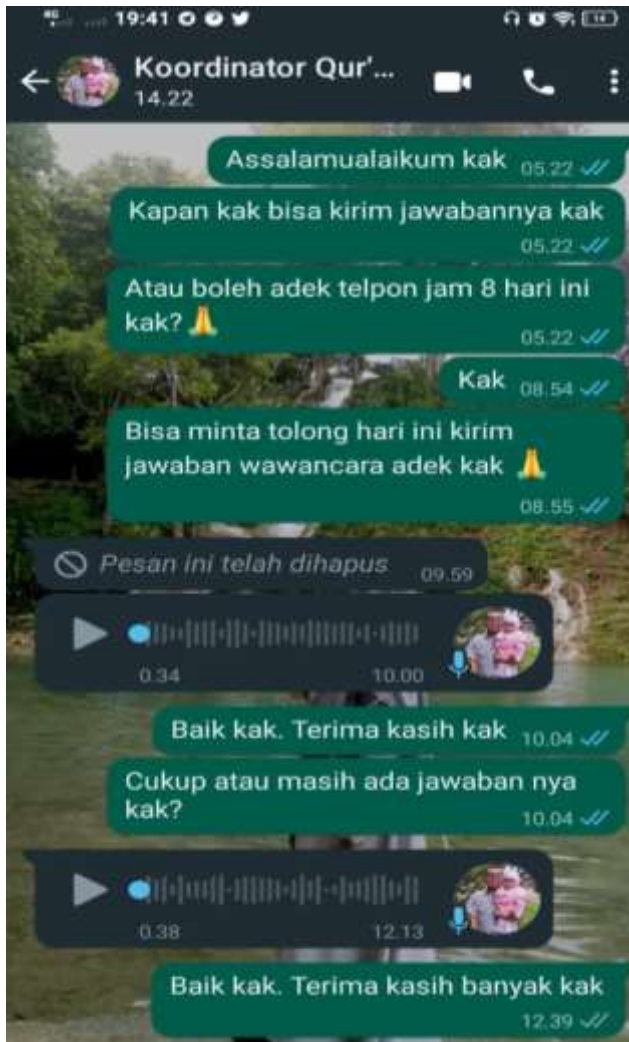 4G 19:41 14
Koordinator Qur'...
14.22
Assalamualaikum kak 05.22
Kapan kak bisa kirim jawabannya kak
05.22
Atau boleh adek telpon jam 8 hari ini
kak? 🙏
05.22
Kak 08.54
Bisa minta tolong hari ini kirim
jawaban wawancara adek kak 🙏
08.55
Pesan ini telah dihapus 09.59
0.34 10.00
Baik kak. Terima kasih kak 10.04
Cukup atau masih ada jawaban nya
kak?
10.04
0.38 12.13
Baik kak. Terima kasih banyak kak
12.39